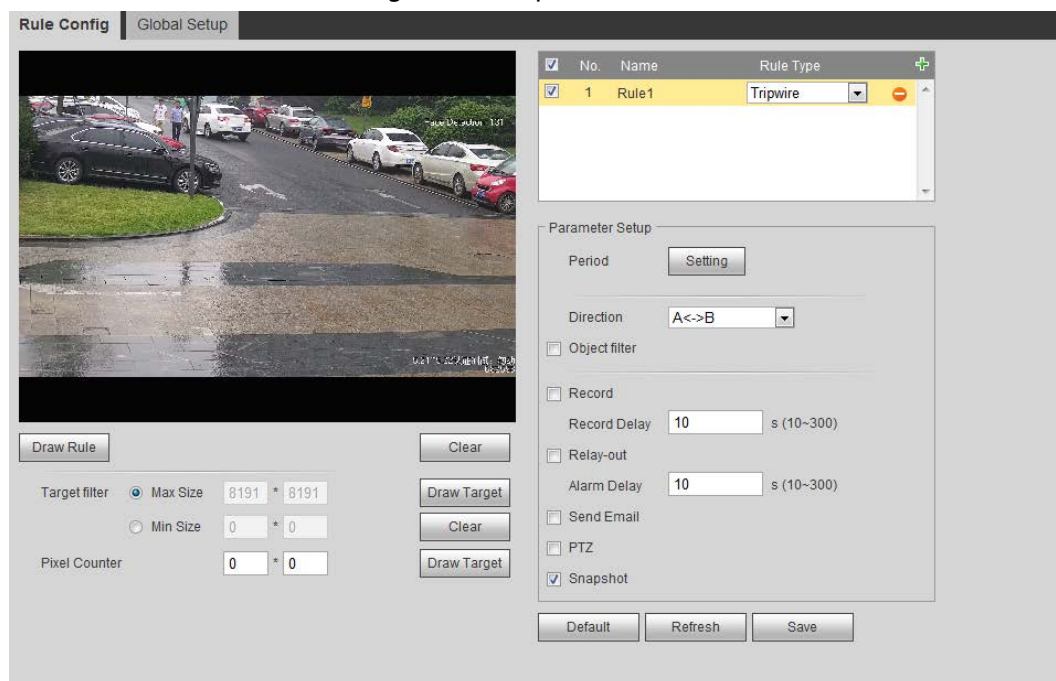 Rule Config Global Setup
No. Name Rule Type
1 Rule1 Tripwire
Face Detection 131
Parameter Setup
Period Setting
Direction A<->B
Object filter
Record
Record Delay 10 s (10~300)
Relay-out
Alarm Delay 10 s (10~300)
Send Email
PTZ
Snapshot
Default Refresh Save
Draw Rule Clear
Target filter Max Size 8191 * 8191 Draw Target
Min Size 0 * 0 Clear
Pixel Counter 0 * 0 Draw Target